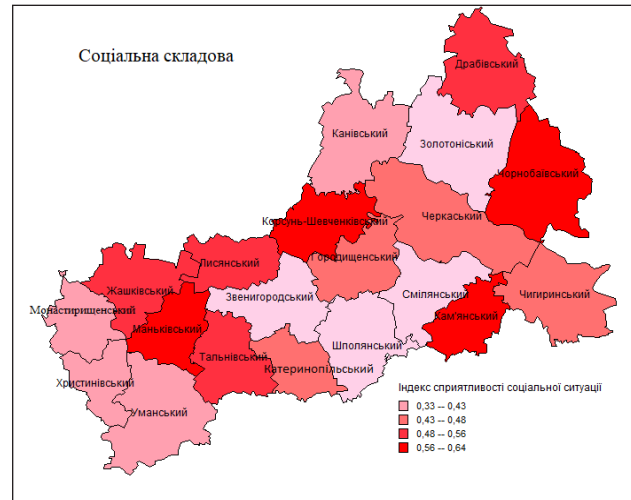 Соціальна складова
Драбівський
Канівський
Золотоніський
Чорнобаївський
Корсунь-Шевченківський
Черкаський
Лисянський
Городищенський
Жашківський
Звенигородський
Смілянський
Чигиринський
Монастирищенський
Маньківський
Кам'янський
Тальнівський
Шполянський
Катеринопільський
Христинівський
Уманський
Індекс сприятливості соціальної ситуації
0,33 -- 0,43
0,43 -- 0,48
0,48 -- 0,56
0,56 -- 0,64